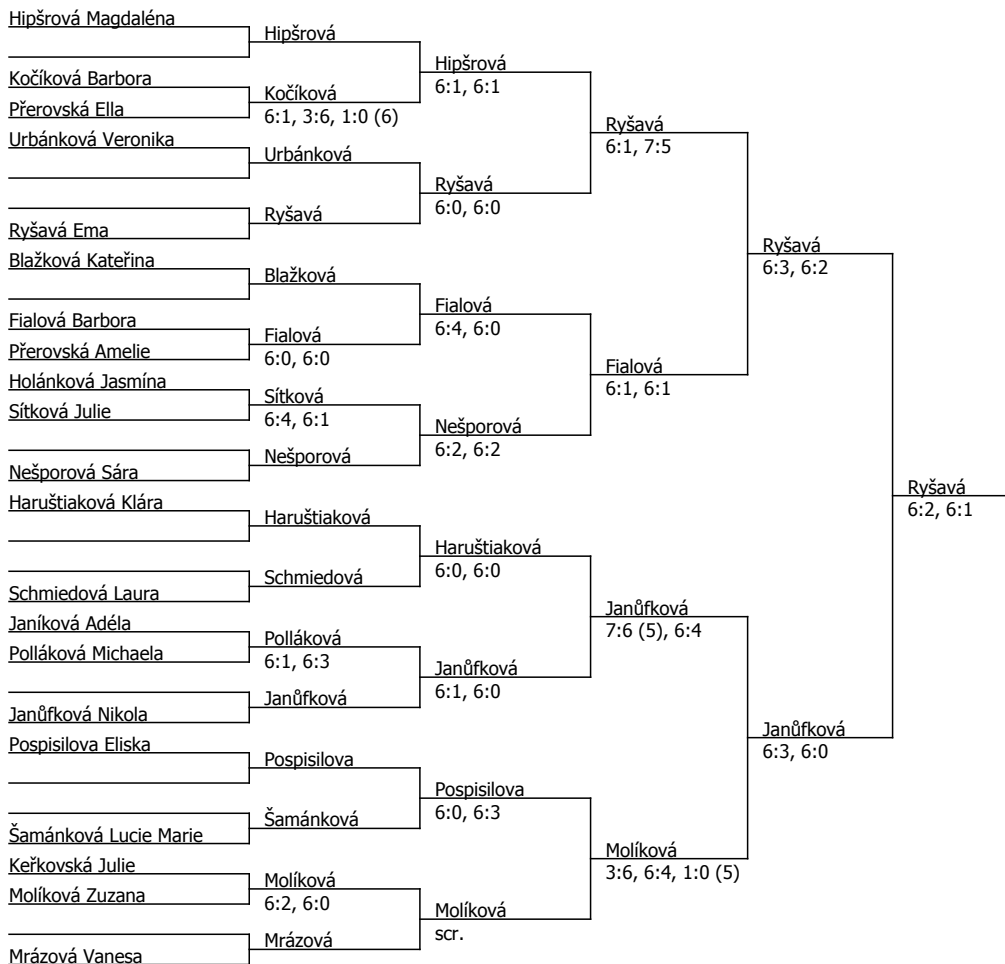 Hipšrová Magdaléna
Kočíková Barbora
Přerovská Ella
Urbánková Veronika
Ryšavá Ema
Blažková Kateřina
Fialová Barbora
Přerovská Amelie
Holánková Jasmína
Sítková Julie
Nešporová Sára
Haruštiaková Klára
Schmiedová Laura
Janíková Adéla
Polláková Michaela
Janůfková Nikola
Pospisilova Eliska
Šamánková Lucie Marie
Keřkovská Julie
Molíková Zuzana
Mrázová Vanesa
Hipšrová
Kočíková
6:1, 3:6, 1:0 (6)
Urbánková
Ryšavá
Blažková
Fialová
6:0, 6:0
Sítková
6:4, 6:1
Nešporová
Haruštiaková
Schmiedová
Polláková
6:1, 6:3
Janůfková
Pospisilova
Šamánková
Molíková
6:2, 6:0
Mrázová
Hipšrová
6:1, 6:1
Ryšavá
6:0, 6:0
Fialová
6:4, 6:0
Nešporová
6:2, 6:2
Haruštiaková
6:0, 6:0
Janůfková
6:1, 6:0
Pospisilova
6:0, 6:3
Molíková
scr.
Ryšavá
6:1, 7:5
Fialová
6:1, 6:1
Janůfková
7:6 (5), 6:4
Molíková
3:6, 6:4, 1:0 (5)
Ryšavá
6:3, 6:2
Janůfková
6:3, 6:0
Ryšavá
6:2, 6:1